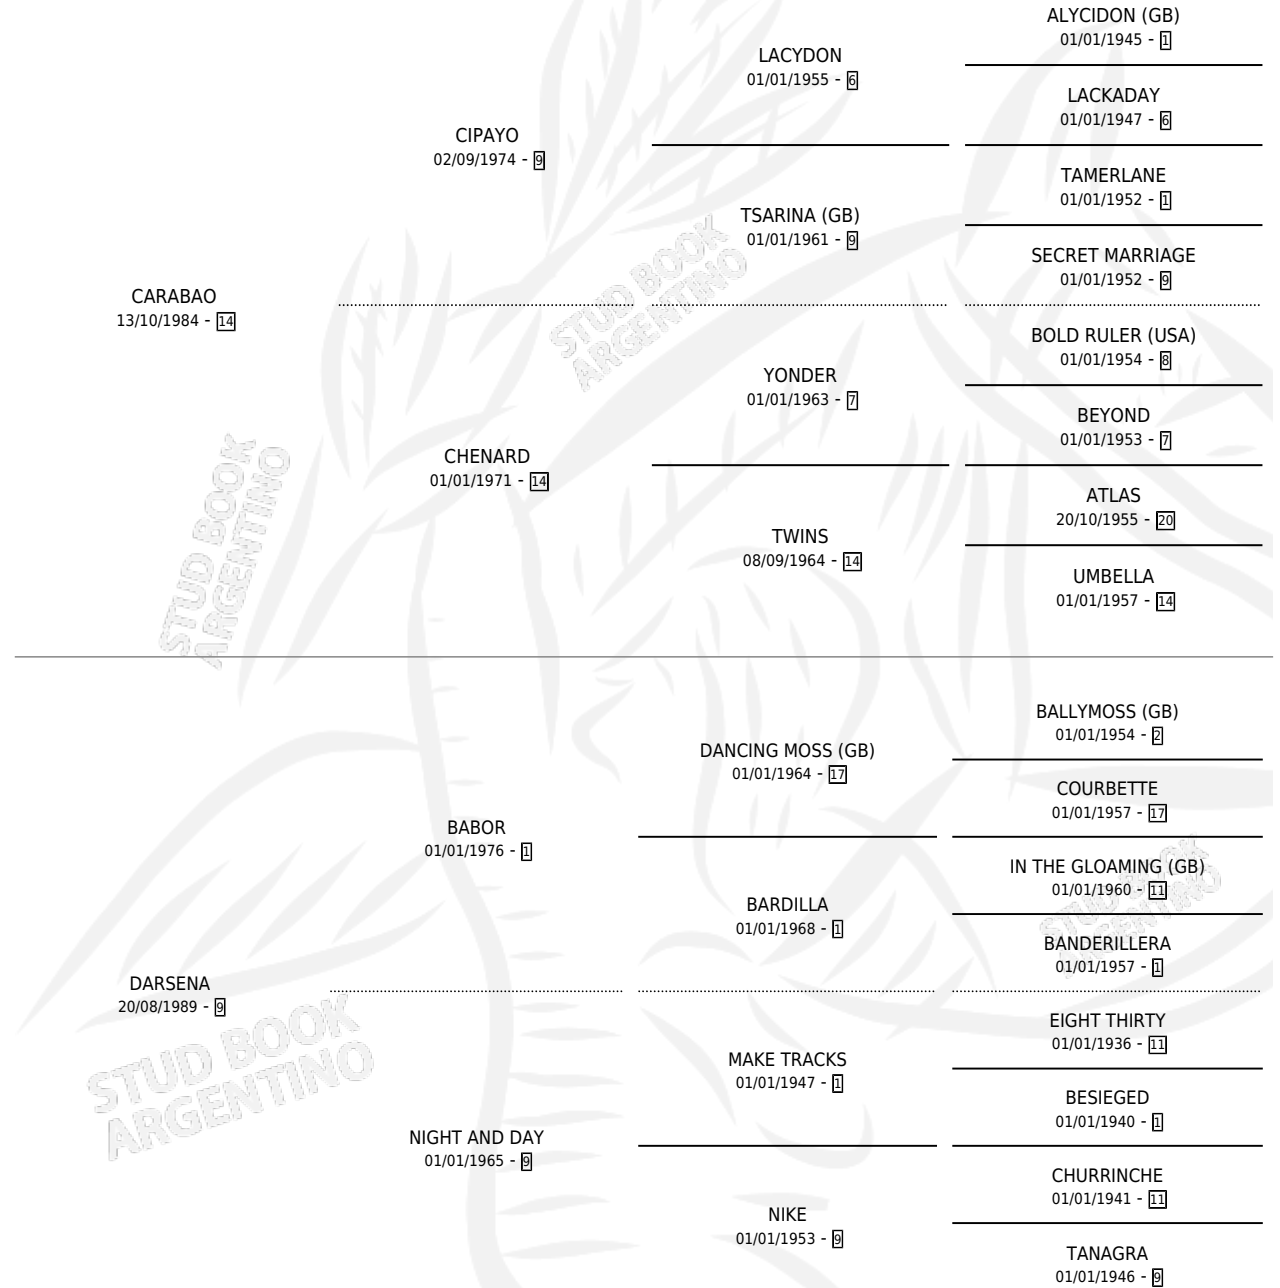 ALYCIDON (GB)
01/01/1945 - 1
LACYDON
01/01/1955 - 6
LACKADAY
01/01/1947 - 6
CIPAYO
02/09/1974 - 9
TAMERLANE
01/01/1952 - 1
TSARINA (GB)
01/01/1961 - 9
SECRET MARRIAGE
01/01/1952 - 9
CARABAO
13/10/1984 - 14
STUD BOOK
ARGENTINO
BOLD RULER (USA)
01/01/1954 - 8
YONDER
01/01/1963 - 7
BEYOND
01/01/1953 - 7
CHENARD
01/01/1971 - 14
ATLAS
20/10/1955 - 20
TWINS
08/09/1964 - 14
UMBELLA
01/01/1957 - 14
STUD BOOK
ARGENTINO
BALLYMOSS (GB)
01/01/1954 - 2
DANCING MOSS (GB)
01/01/1964 - 17
COURBETTE
01/01/1957 - 17
BABOR
01/01/1976 - 1
IN THE GLOAMING (GB)
01/01/1960 - 11
BARDILLA
01/01/1968 - 1
STUD BOOK
ARGENTINO
BANDERILLERA
01/01/1957 - 1
DARSENA
20/08/1989 - 9
EIGHT THIRTY
01/01/1936 - 11
MAKE TRACKS
01/01/1947 - 1
BESIEGED
01/01/1940 - 1
STUD BOOK
ARGENTINO
NIGHT AND DAY
01/01/1965 - 9
CHURRINCHE
01/01/1941 - 11
NIKE
01/01/1953 - 9
TANAGRA
01/01/1946 - 9